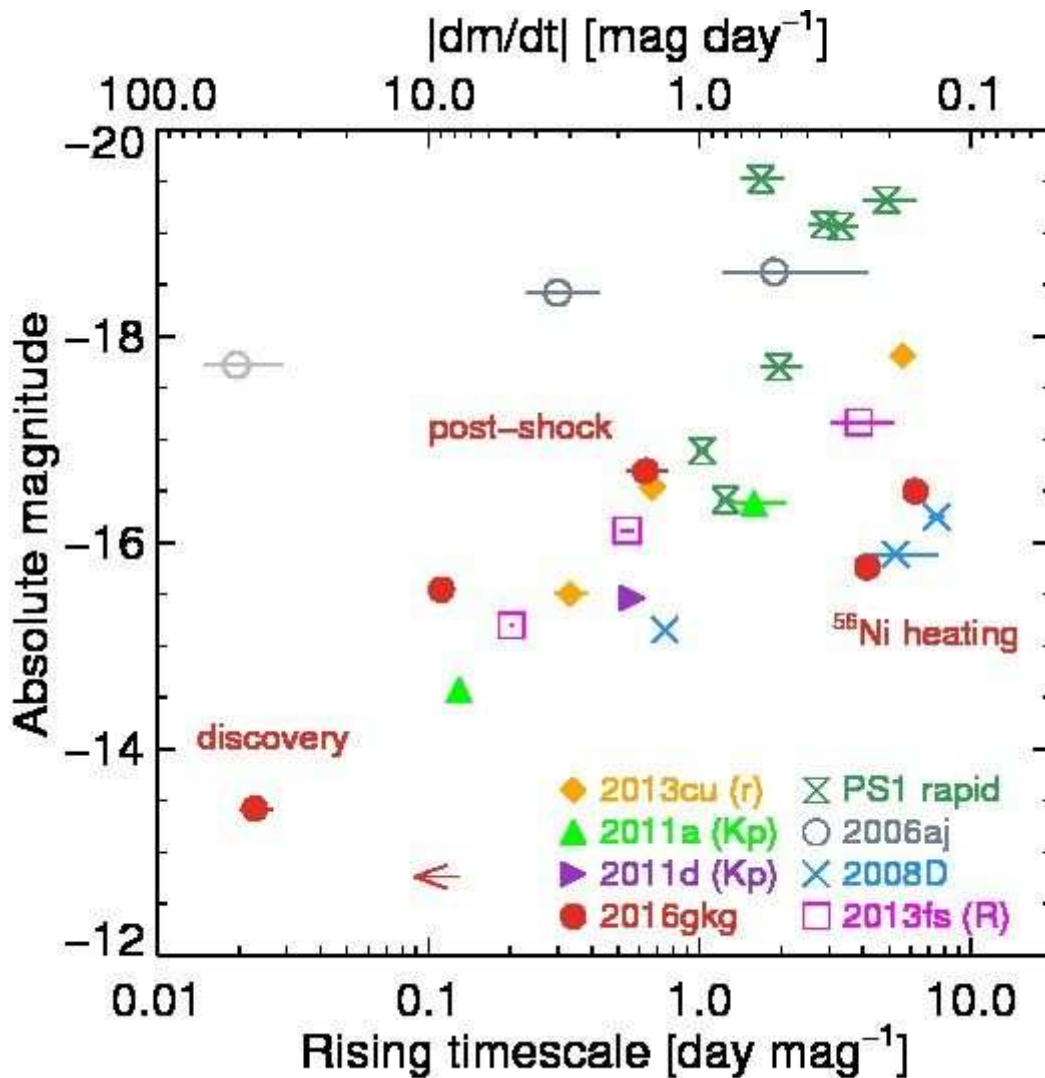 |dm/dt| [mag day⁻¹]
100.0 10.0 1.0 0.1
−20
−18
−16
−14
−12
Absolute magnitude
post−shock
⁵⁶Ni heating
discovery
2013cu (r) PS1 rapid
2011a (Kp) 2006aj
2011d (Kp) 2008D
2016gkg 2013fs (R)
0.01 0.1 1.0 10.0
Rising timescale [day mag⁻¹]